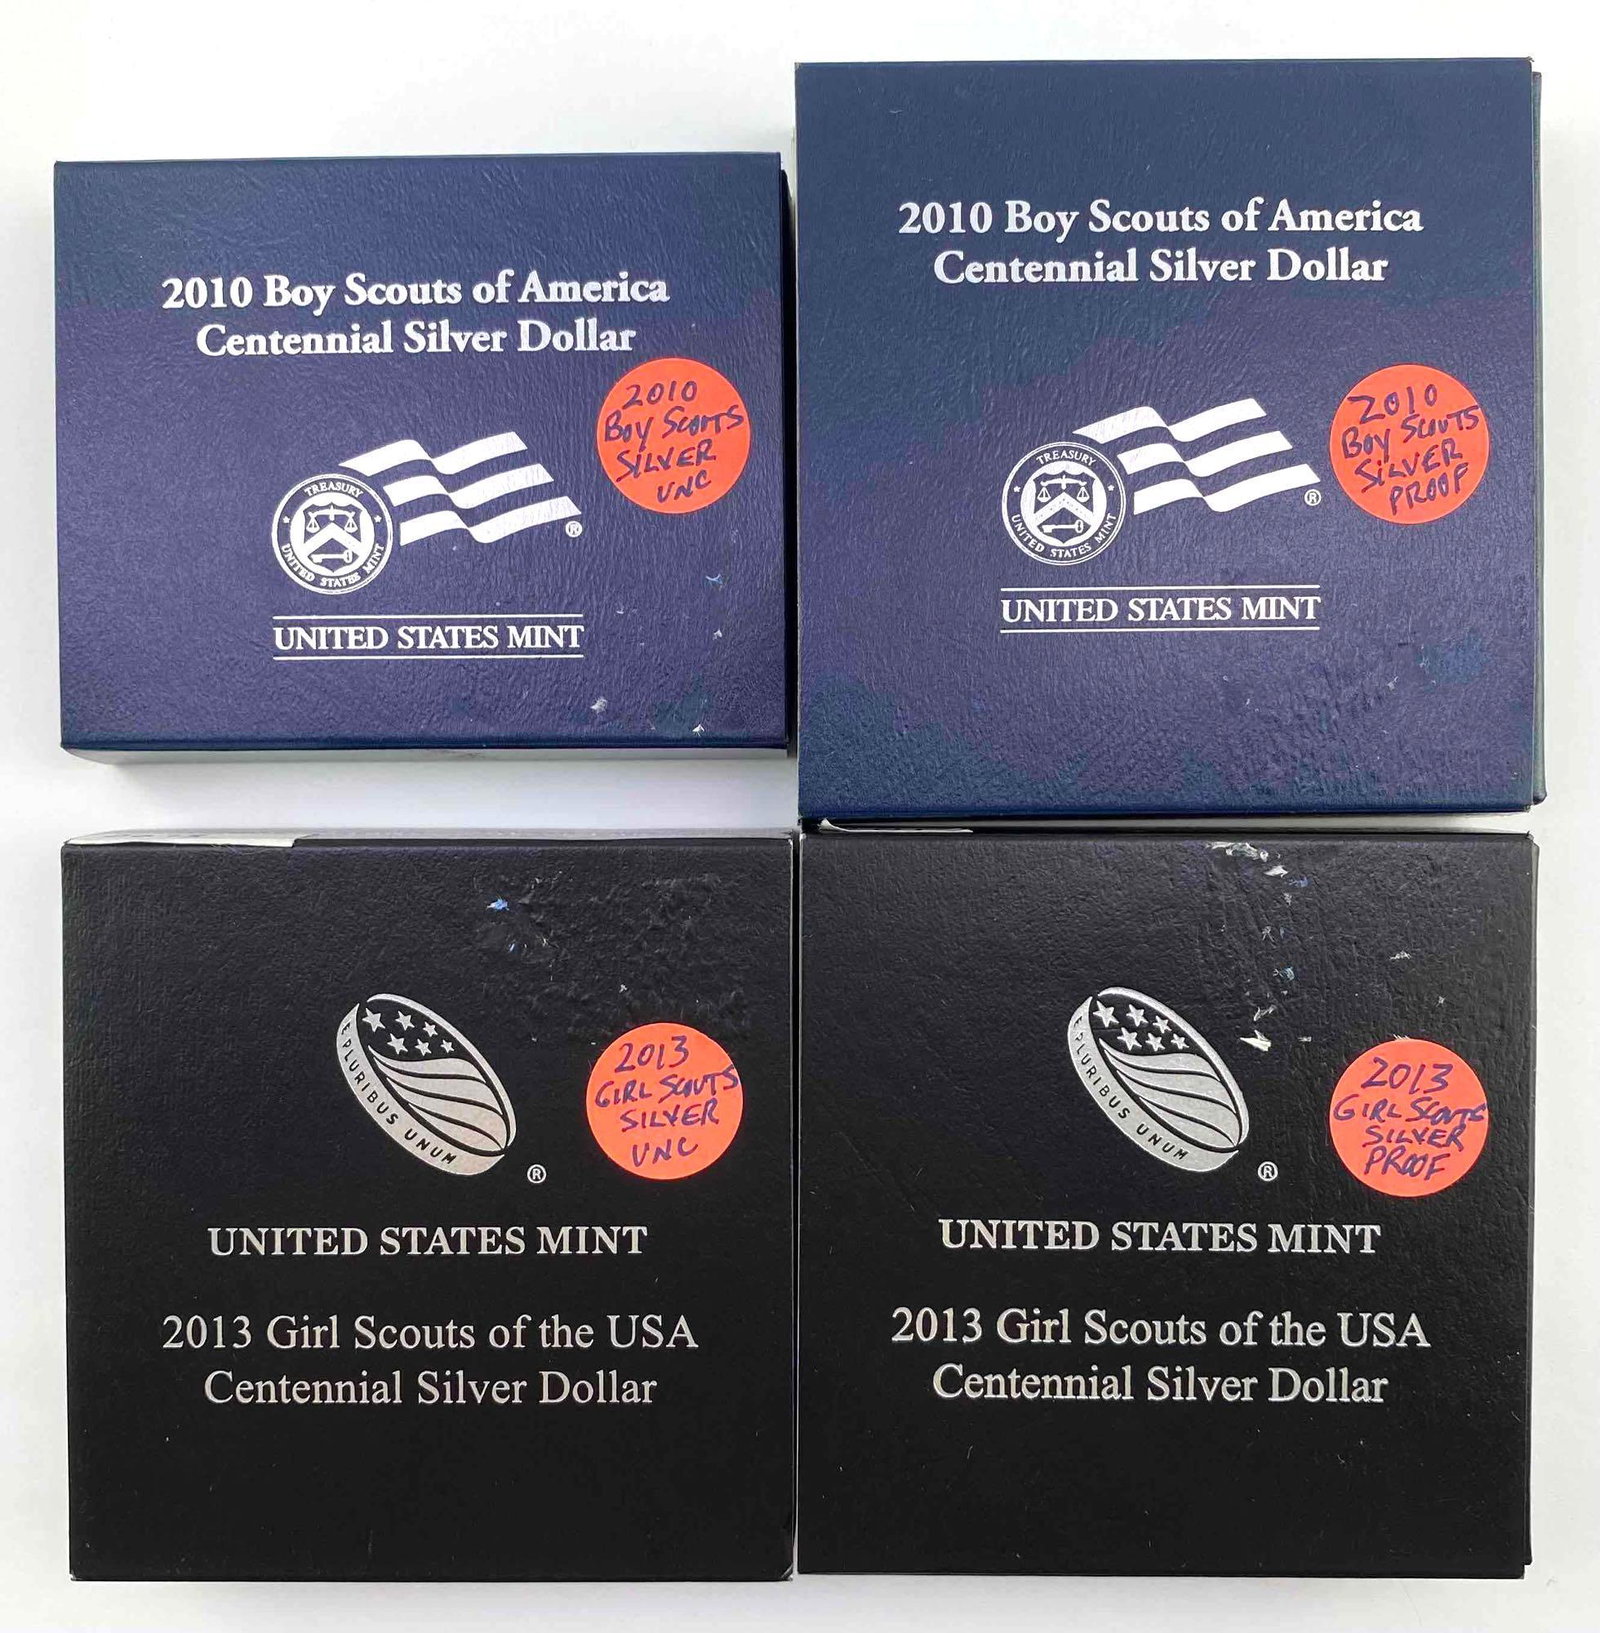 2010 Boy Scouts of America
Centennial Silver Dollar
2010
BOY SCOUTS
SILVER
UNC
TREASURY
UNITED STATES MINT
®
UNITED STATES MINT
2010 Boy Scouts of America
Centennial Silver Dollar
2010
BOY SCOUTS
SILVER
PROOF
TREASURY
UNITED STATES MINT
®
UNITED STATES MINT
E PLURIBUS UNUM
®
2013
GIRL SCOUTS
SILVER
UNC
UNITED STATES MINT
2013 Girl Scouts of the USA
Centennial Silver Dollar
E PLURIBUS UNUM
®
2013
GIRL SCOUTS
SILVER
PROOF
UNITED STATES MINT
2013 Girl Scouts of the USA
Centennial Silver Dollar